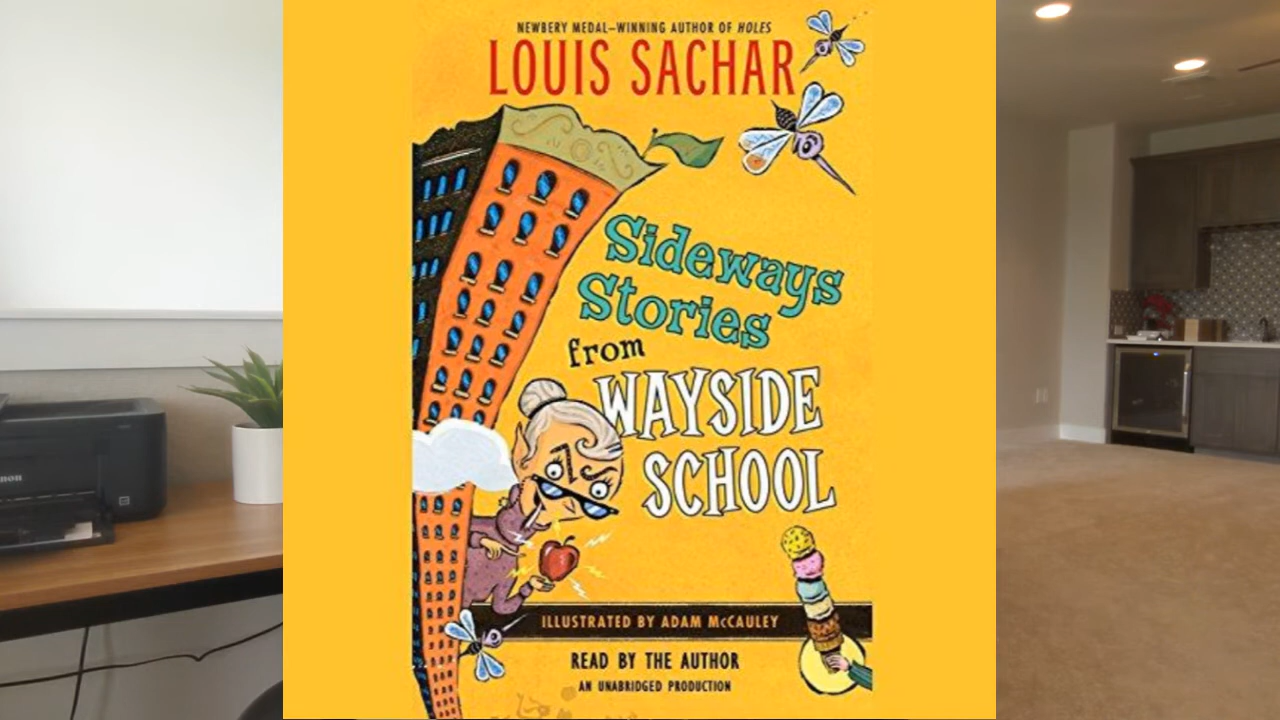 NEWBERY MEDAL–WINNING AUTHOR OF HOLES
LOUIS SACHAR
Sideways
Stories
from
WAYSIDE
SCHOOL
ILLUSTRATED BY ADAM McCAULEY
READ BY THE AUTHOR
AN UNABRIDGED PRODUCTION